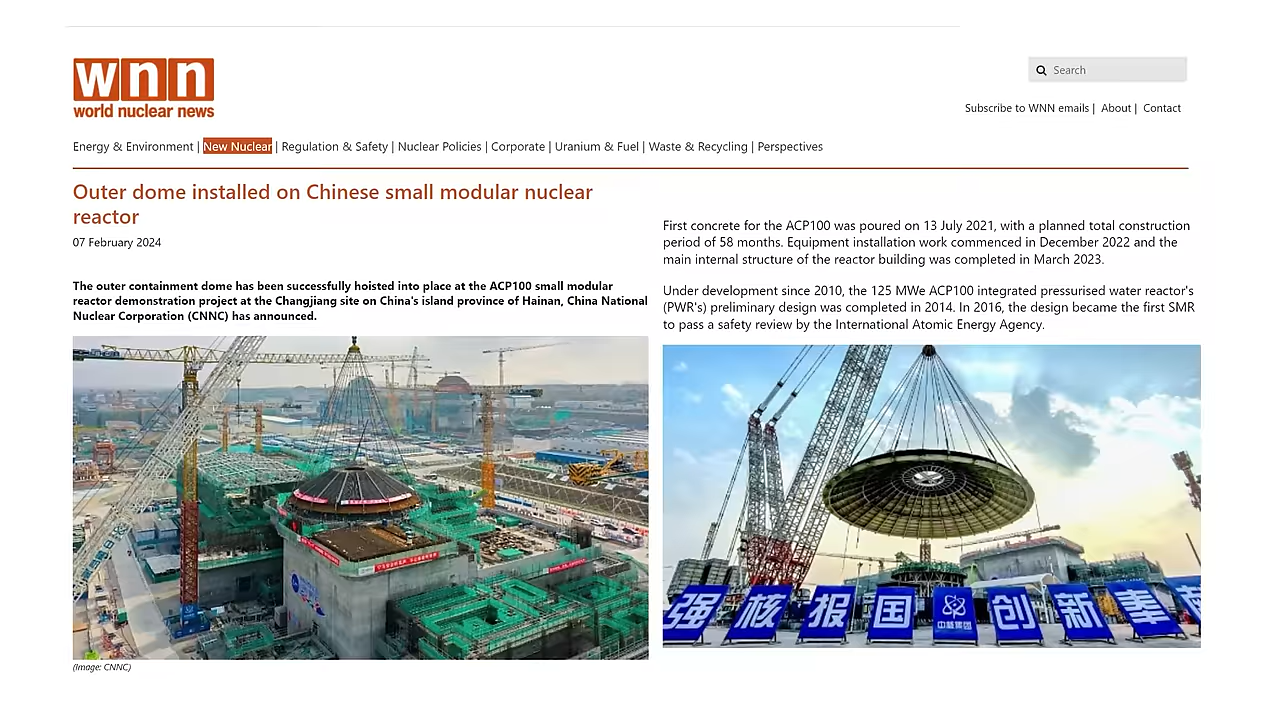 wnn
world nuclear news
Search
Subscribe to WNN emails | About | Contact
Energy & Environment | New Nuclear | Regulation & Safety | Nuclear Policies | Corporate | Uranium & Fuel | Waste & Recycling | Perspectives
Outer dome installed on Chinese small modular nuclear
reactor
07 February 2024
The outer containment dome has been successfully hoisted into place at the ACP100 small modular
reactor demonstration project at the Changjiang site on China's island province of Hainan, China National
Nuclear Corporation (CNNC) has announced.
(Image: CNNC)
First concrete for the ACP100 was poured on 13 July 2021, with a planned total construction
period of 58 months. Equipment installation work commenced in December 2022 and the
main internal structure of the reactor building was completed in March 2023.
Under development since 2010, the 125 MWe ACP100 integrated pressurised water reactor's
(PWR's) preliminary design was completed in 2014. In 2016, the design became the first SMR
to pass a safety review by the International Atomic Energy Agency.
强核报国 中核集团 创新奉